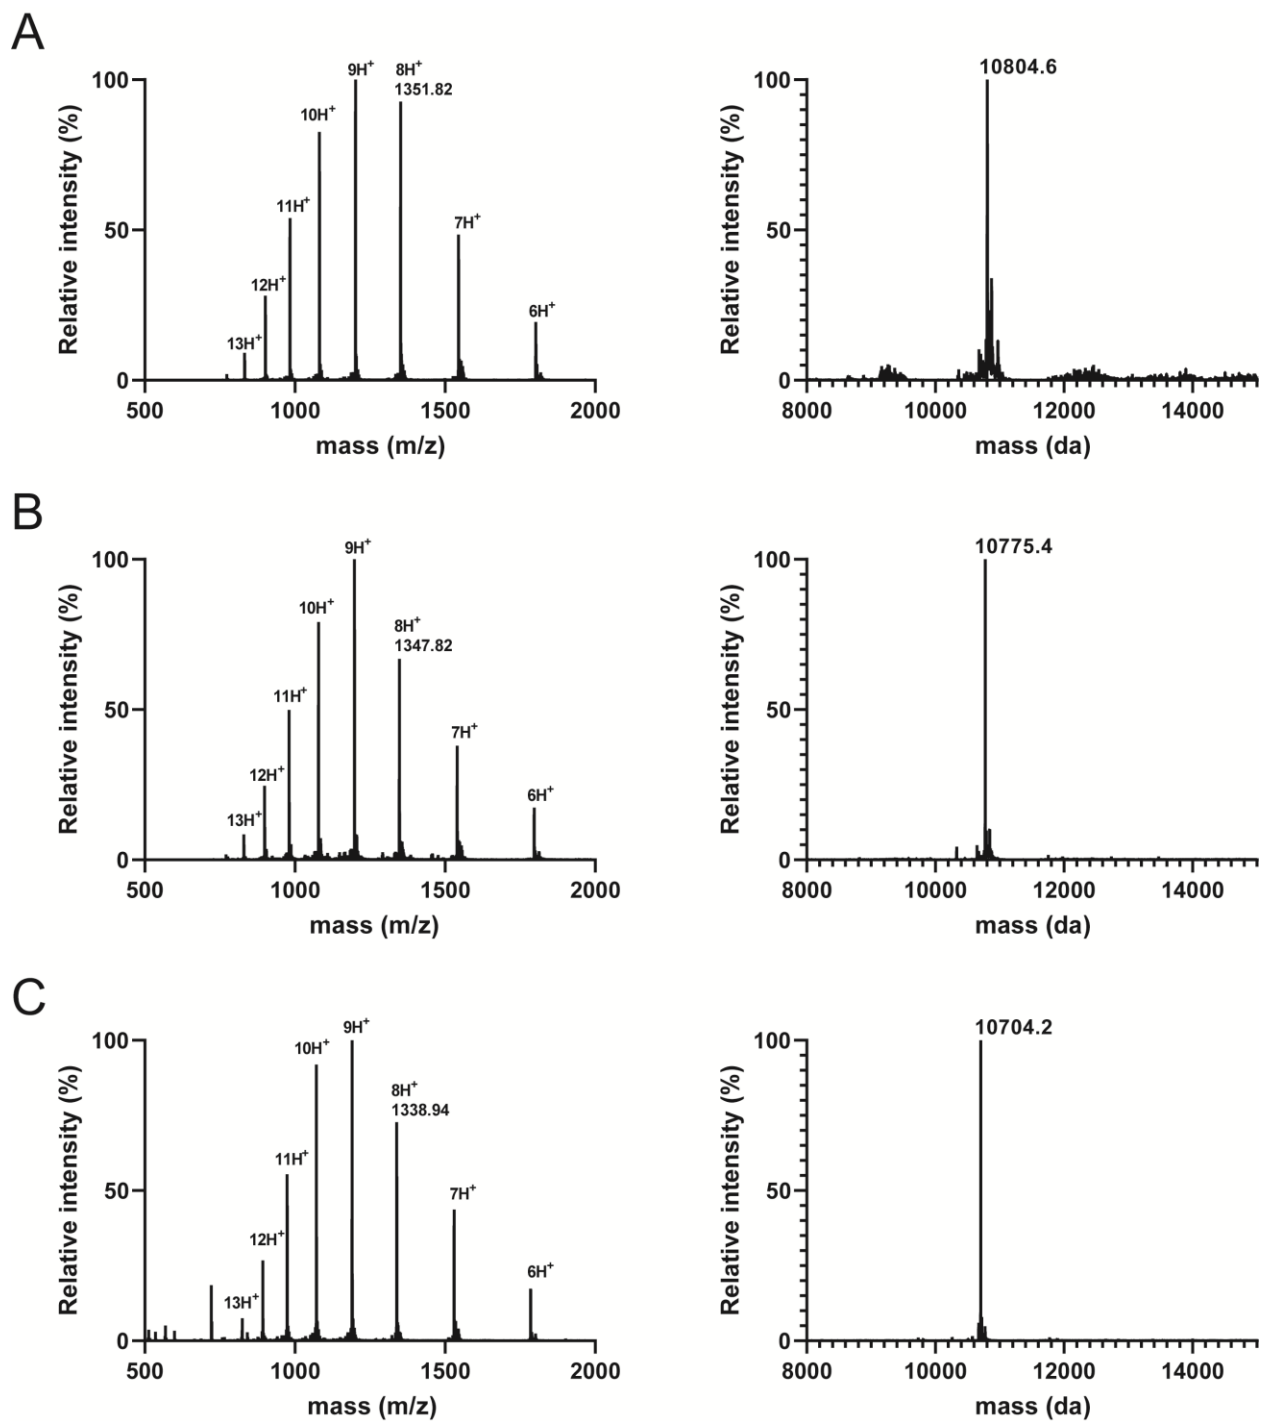 A
Relative intensity (%)
100
50
0
13H+
12H+
11H+
10H+
9H+
8H+
1351.82
7H+
6H+
500 1000 1500 2000
mass (m/z)
Relative intensity (%)
100
50
0
10804.6
8000 10000 12000 14000
mass (da)
B
Relative intensity (%)
100
50
0
13H+
12H+
11H+
10H+
9H+
8H+
1347.82
7H+
6H+
500 1000 1500 2000
mass (m/z)
Relative intensity (%)
100
50
0
10775.4
8000 10000 12000 14000
mass (da)
C
Relative intensity (%)
100
50
0
13H+
12H+
11H+
10H+
9H+
8H+
1338.94
7H+
6H+
500 1000 1500 2000
mass (m/z)
Relative intensity (%)
100
50
0
10704.2
8000 10000 12000 14000
mass (da)